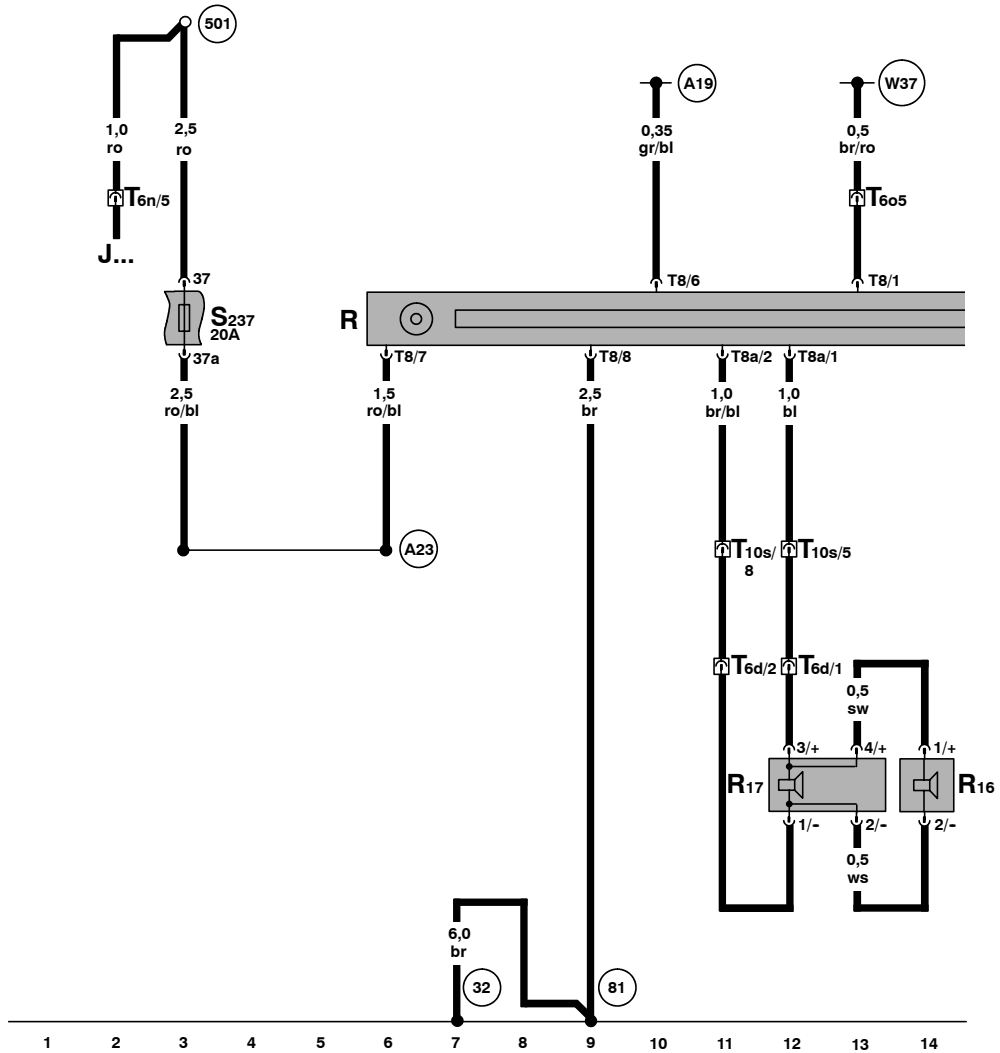 501
A19
W37
1,0
ro
2,5
ro
0,35
gr/bl
0,5
br/ro
T6n/5
T6o5
J...
37
T8/6
T8/1
S237
20A
R
37a
T8/7
T8/8
T8a/2
T8a/1
2,5
ro/bl
1,5
ro/bl
2,5
br
1,0
br/bl
1,0
bl
A23
T10s/
8
T10s/5
T6d/2
T6d/1
0,5
sw
3/+
4/+
1/+
R17
R16
1/-
2/-
2/-
0,5
ws
6,0
br
32
81
1 2 3 4 5 6 7 8 9 10 11 12 13 14